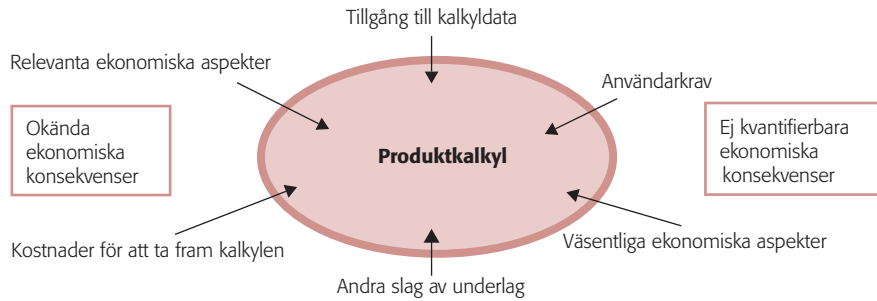 Tillgång till kalkyldata
Relevanta ekonomiska aspekter
Användarkrav
Okända
ekonomiska
konsekvenser
Produktkalkyl
Ej kvantifierbara
ekonomiska
konsekvenser
Kostnader för att ta fram kalkylen
Väsentliga ekonomiska aspekter
Andra slag av underlag